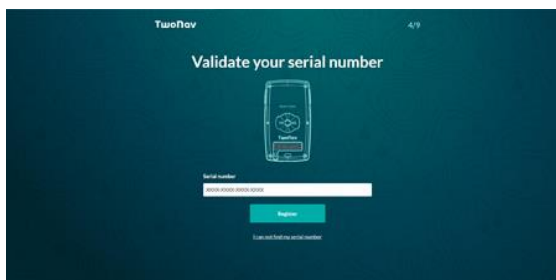 TwoNav
4/9
Validate your serial number
TwoNav
Serial number
XXXXX-XXXXX-XXXXX-XXXXX
Register
I can not find my serial number